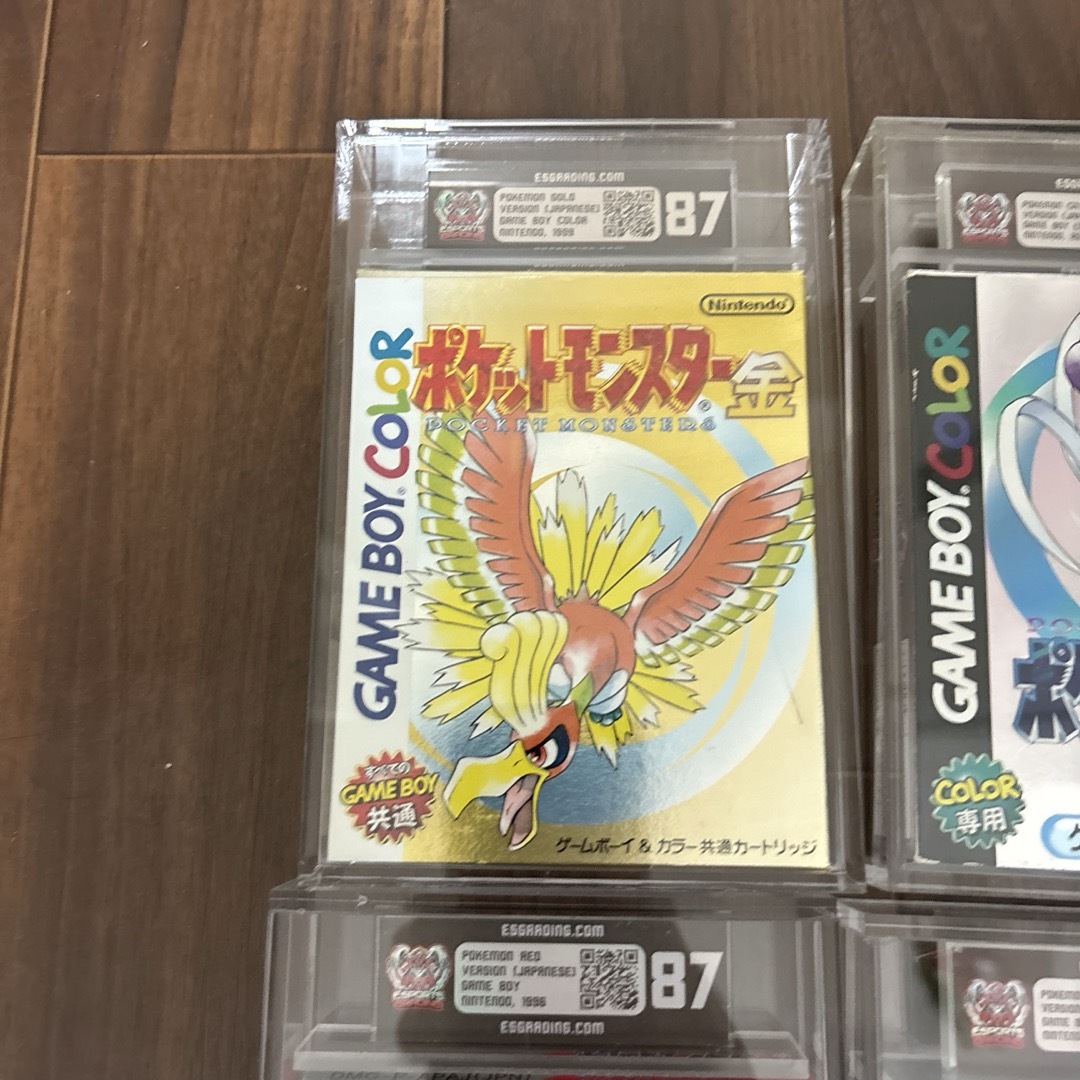 ESGRADING.COM
ESPORTS
POKEMON GOLD
VERSION (JAPANESE)
GAME BOY COLOR
NINTENDO, 1999
87
Nintendo
ポケットモンスター金
POCKET MONSTERS
GAME BOY COLOR
すべての
GAME BOY
共通
ゲームボーイ & カラー共通カートリッジ
GAME BOY COLOR
COLOR
専用
ESGRADING.COM
ESPORTS
POKEMON RED
VERSION (JAPANESE)
GAME BOY
NINTENDO, 1996
87
ESGRADING.COM
ESPORTS